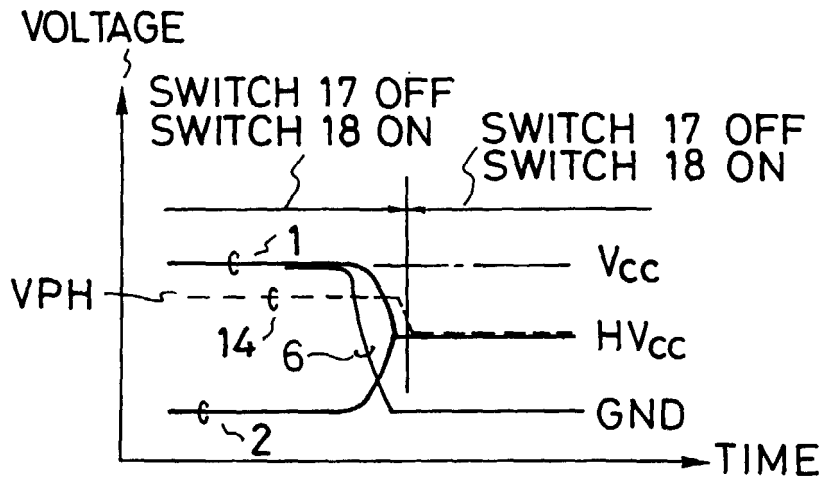 VOLTAGE
SWITCH 17 OFF
SWITCH 18 ON
SWITCH 17 OFF
SWITCH 18 ON
1
Vcc
VPH
14
6
HVcc
GND
2
TIME